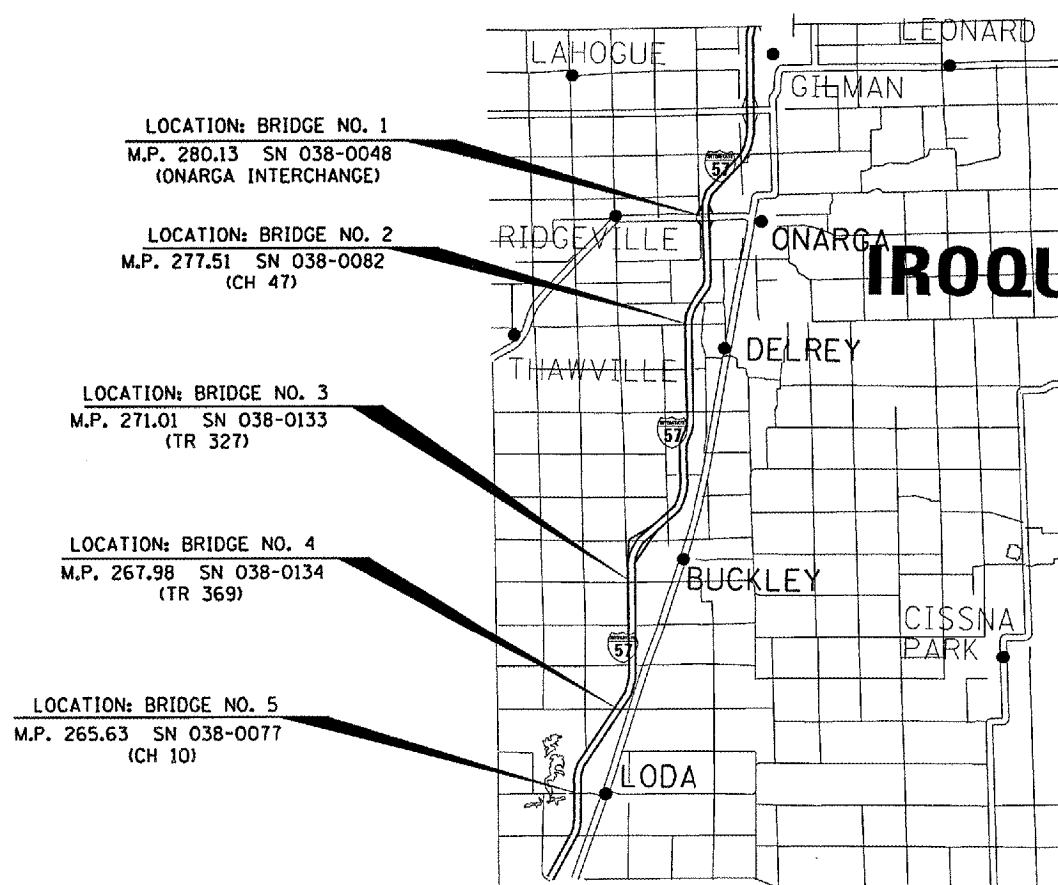 LAHOGUE
LEONARD
GILMAN
LOCATION: BRIDGE NO. 1
M.P. 280.13 SN 038-0048
(ONARGA INTERCHANGE)
57
RIDGEVILLE
ONARGA
LOCATION: BRIDGE NO. 2
M.P. 277.51 SN 038-0082
(CH 47)
IROQU
DELREY
THAWVILLE
LOCATION: BRIDGE NO. 3
M.P. 271.01 SN 038-0133
(TR 327)
57
LOCATION: BRIDGE NO. 4
M.P. 267.98 SN 038-0134
(TR 369)
BUCKLEY
CISSNA
PARK
57
LOCATION: BRIDGE NO. 5
M.P. 265.63 SN 038-0077
(CH 10)
LODA